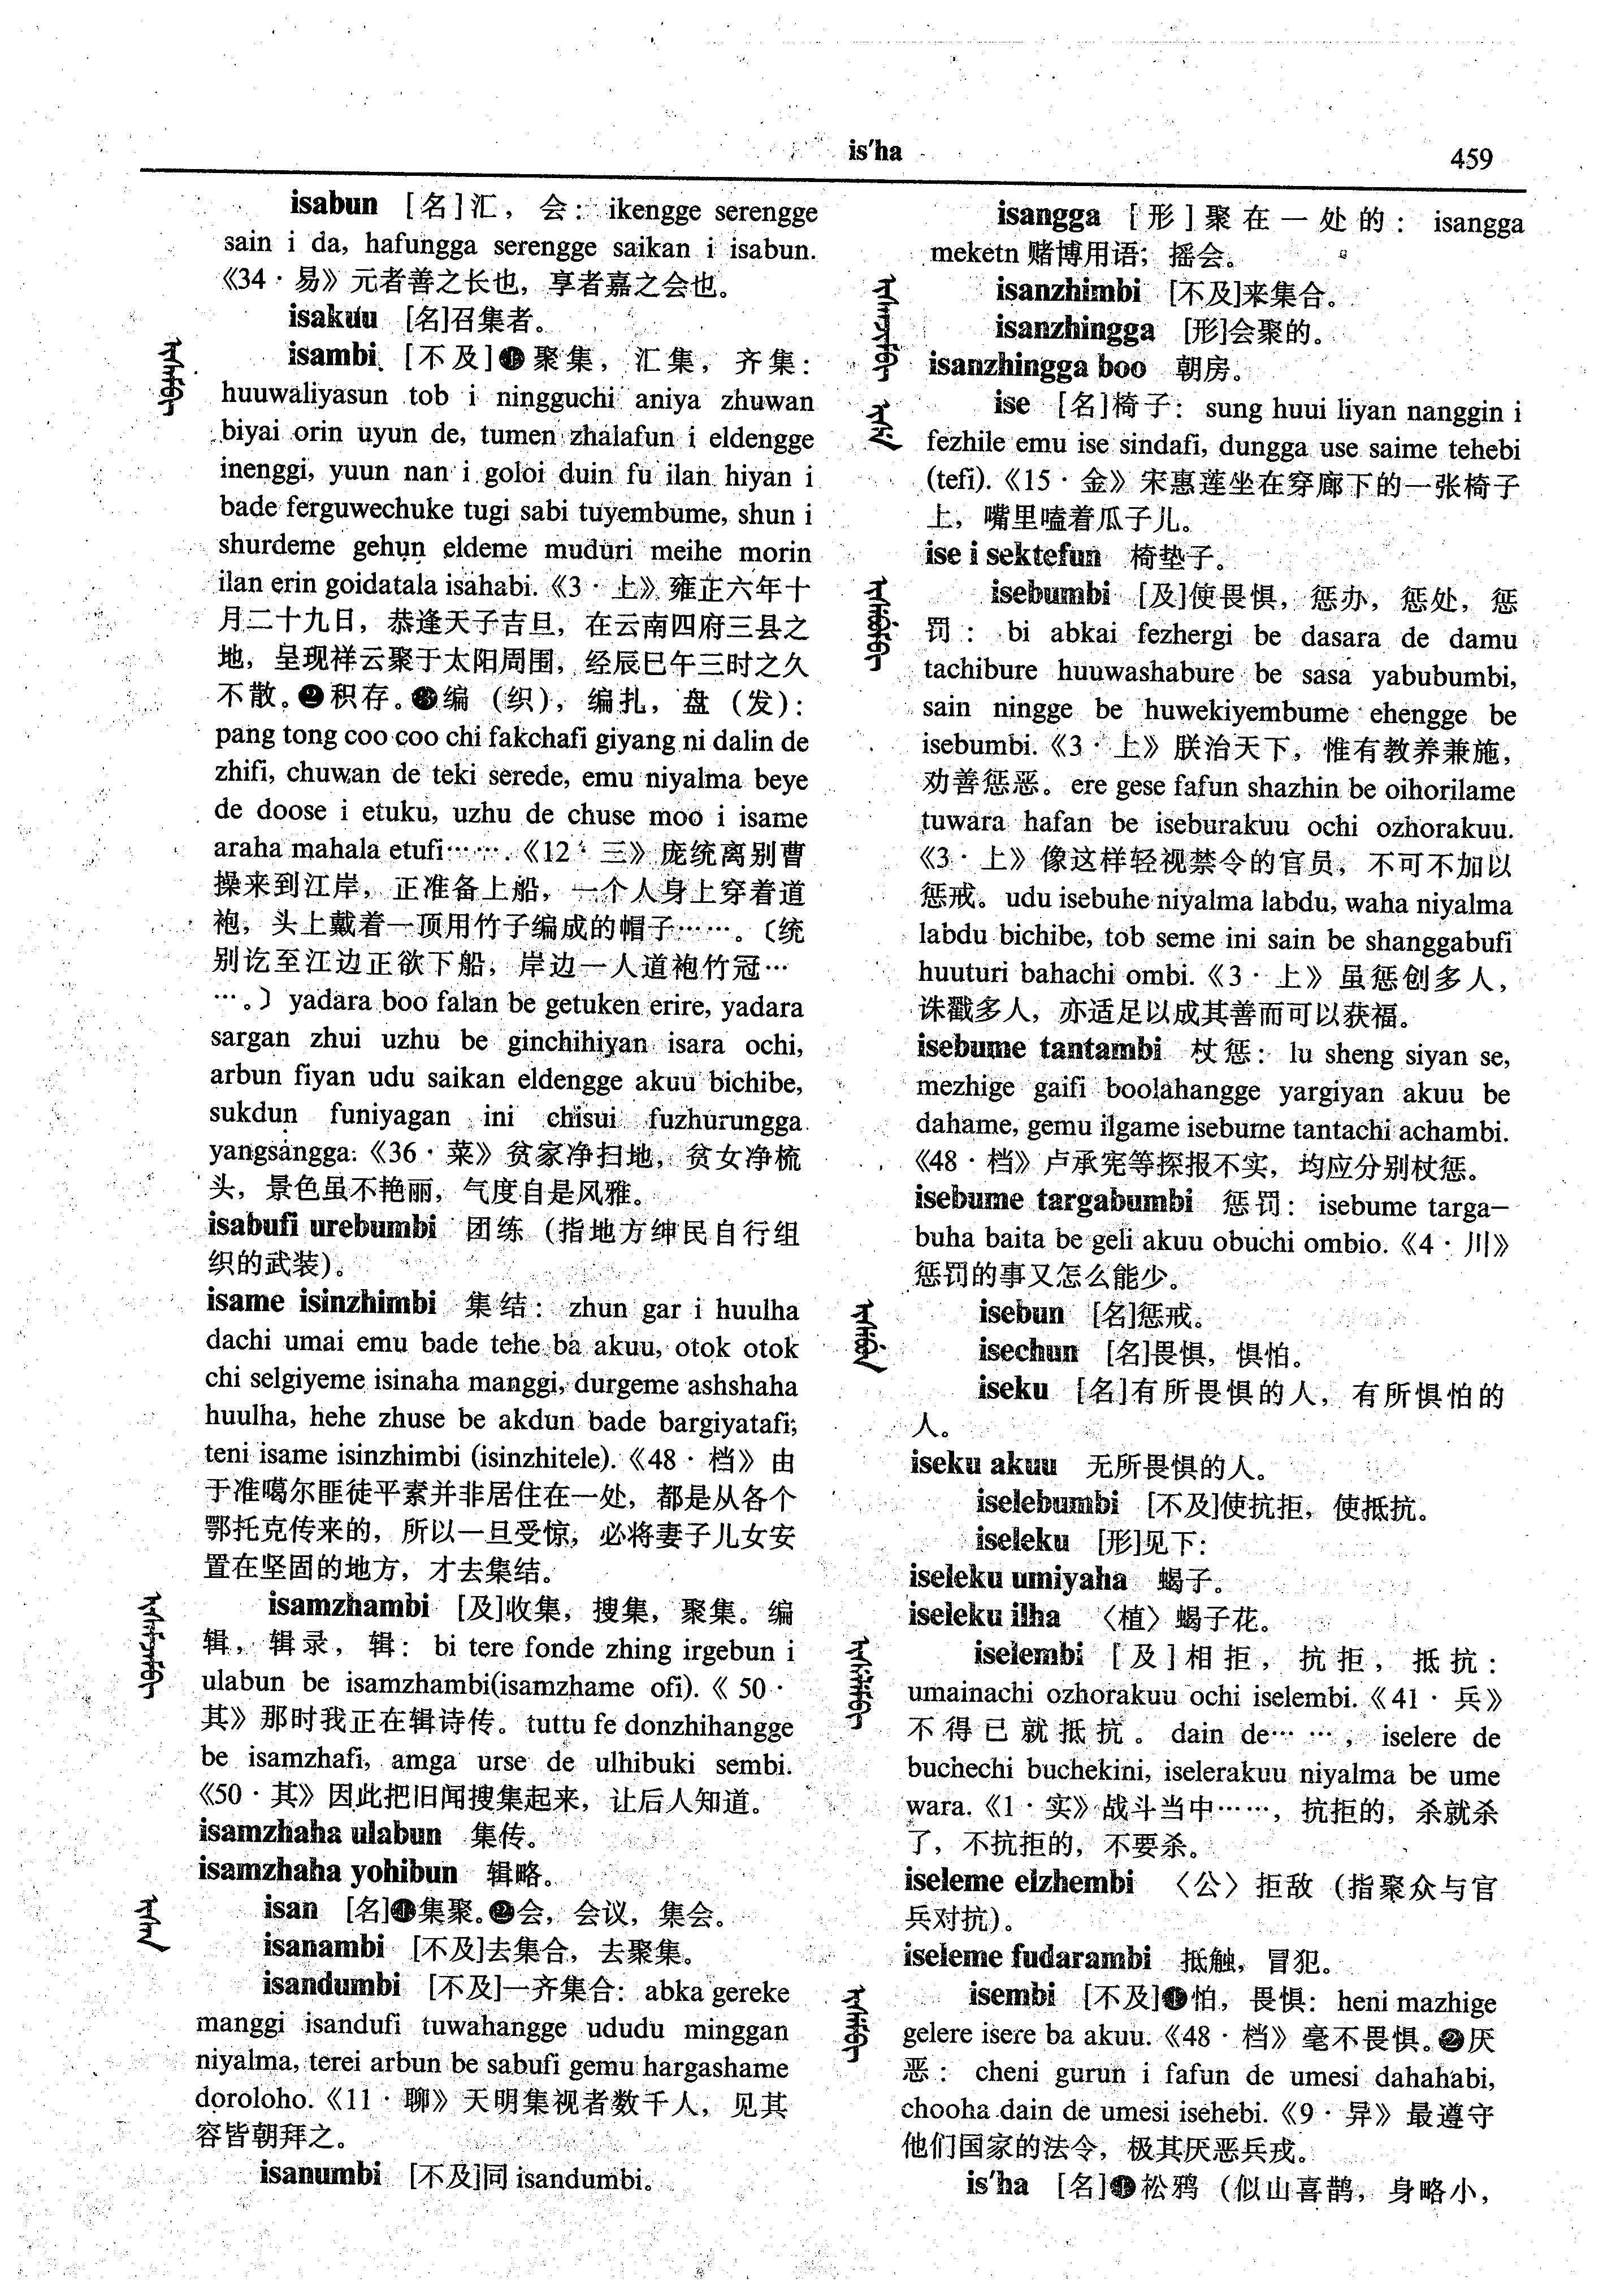 is'ha
459
isabun [名]汇，会：ikengge serengge
sain i da, hafungga serengge saikan i isabun.
《34·易》元者善之长也，享者嘉之会也。
isakuu [名]召集者。
isambi [不及]❶聚集，汇集，齐集：
huuwaliyasun tob i ningguchi aniya zhuwan
biyai orin uyun de, tumen zhalafun i eldengge
inenggi, yuun nan i goloi duin fu ilan hiyan i
bade ferguwechuke tugi sabi tuyembume, shun i
shurdeme gehun eldeme muduri meihe morin
ilan erin goidatala isahabi.《3·上》雍正六年十
月二十九日，恭逢天子吉旦，在云南四府三县之
地，呈现祥云聚于太阳周围，经辰巳午三时之久
不散。❷积存。❸编（织），编扎，盘（发）：
pang tong coo coo chi fakchafi giyang ni dalin de
zhifi, chuwan de teki serede, emu niyalma beye
de doose i etuku, uzhu de chuse moo i isame
araha mahala etufi…….《12·三》庞统离别曹
操来到江岸，正准备上船，一个人身上穿着道
袍，头上戴着一顶用竹子编成的帽子……。〔统
别讫至江边正欲下船，岸边一人道袍竹冠…
…。〕yadara boo falan be getuken erire, yadara
sargan zhui uzhu be ginchihiyan isara ochi,
arbun fiyan udu saikan eldengge akuu bichibe,
sukdun funiyagan ini chisui fuzhurungga
yangsangga.《36·菜》贫家净扫地，贫女净梳
头，景色虽不艳丽，气度自是风雅。
isabufi urebumbi 团练（指地方绅民自行组
织的武装）。
isame isinzhimbi 集结：zhun gar i huulha
dachi umai emu bade tehe ba akuu, otok otok
chi selgiyeme isinaha manggi, durgeme ashshaha
huulha, hehe zhuse be akdun bade bargiyatafi;
teni isame isinzhimbi (isinzhitele).《48·档》由
于准噶尔匪徒平素并非居住在一处，都是从各个
鄂托克传来的，所以一旦受惊，必将妻子儿女安
置在坚固的地方，才去集结。
isamzhambi [及]收集，搜集，聚集。编
辑，辑录，辑：bi tere fonde zhing irgebun i
ulabun be isamzhambi(isamzhame ofi).《50·
其》那时我正在辑诗传。tuttu fe donzhihangge
be isamzhafi, amga urse de ulhibuki sembi.
《50·其》因此把旧闻搜集起来，让后人知道。
isamzhaha ulabun 集传。
isamzhaha yohibun 辑略。
isan [名]❶集聚。❷会，会议，集会。
isanambi [不及]去集合，去聚集。
isandumbi [不及]一齐集合：abka gereke
manggi isandufi tuwahangge ududu minggan
niyalma, terei arbun be sabufi gemu hargashame
doroloho.《11·聊》天明集视者数千人，见其
容皆朝拜之。
isanumbi [不及]同 isandumbi。
isangga [形]聚在一处的：isangga
meketn 赌博用语；摇会。
isanzhimbi [不及]来集合。
isanzhingga [形]会聚的。
isanzhingga boo 朝房。
ise [名]椅子：sung huui liyan nanggin i
fezhile emu ise sindafi, dungga use saime tehebi
(tefi).《15·金》宋惠莲坐在穿廊下的一张椅子
上，嘴里嗑着瓜子儿。
ise i sektefun 椅垫子。
isebumbi [及]使畏惧，惩办，惩处，惩
罚：bi abkai fezhergi be dasara de damu
tachibure huuwashabure be sasa yabubumbi,
sain ningge be huwekiyembume ehengge be
isebumbi.《3·上》朕治天下，惟有教养兼施，
劝善惩恶。ere gese fafun shazhin be oihorilame
tuwara hafan be iseburakuu ochi ozhorakuu.
《3·上》像这样轻视禁令的官员，不可不加以
惩戒。udu isebuhe niyalma labdu, waha niyalma
labdu bichibe, tob seme ini sain be shanggabufi
huuturi bahachi ombi.《3·上》虽惩创多人，
诛戳多人，亦适足以成其善而可以获福。
isebume tantambi 杖惩：lu sheng siyan se,
mezhige gaifi boolahangge yargiyan akuu be
dahame, gemu ilgame isebume tantachi achambi.
《48·档》卢承宪等探报不实，均应分别杖惩。
isebume targabumbi 惩罚：isebume targa—
buha baita be geli akuu obuchi ombio.《4·川》
惩罚的事又怎么能少。
isebun [名]惩戒。
isechun [名]畏惧，惧怕。
iseku [名]有所畏惧的人，有所惧怕的
人。
iseku akuu 无所畏惧的人。
iselebumbi [不及]使抗拒，使抵抗。
iseleku [形]见下：
iseleku umiyaha 蝎子。
iseleku ilha 〈植〉蝎子花。
iselembi [及]相拒，抗拒，抵抗：
umainachi ozhorakuu ochi iselembi.《41·兵》
不得已就抵抗。dain de……，iselere de
buchechi buchekini, iselerakuu niyalma be ume
wara.《1·实》战斗当中……，抗拒的，杀就杀
了，不抗拒的，不要杀。
iseleme elzhembi 〈公〉拒敌（指聚众与官
兵对抗）。
iseleme fudarambi 抵触，冒犯。
isembi [不及]❶怕，畏惧：heni mazhige
gelere isere ba akuu.《48·档》毫不畏惧。❷厌
恶：cheni gurun i fafun de umesi dahahabi,
chooha dain de umesi isehebi.《9·异》最遵守
他们国家的法令，极其厌恶兵戎。
is'ha [名]❶松鸦（似山喜鹊，身略小，